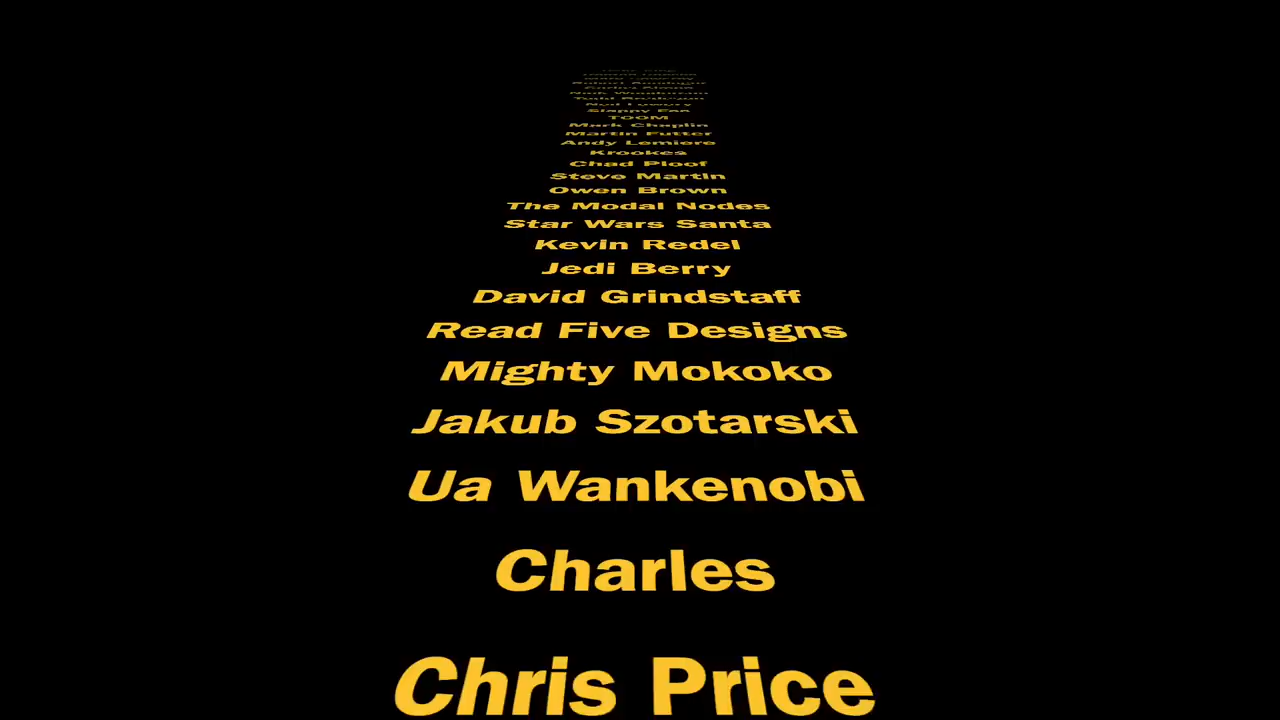 Slappy Fan
TOOM
Mark Chaplin
Martin Futter
Andy Lemiere
Krookes
Chad Ploof
Steve Martin
Owen Brown
The Modal Nodes
Star Wars Santa
Kevin Redel
Jedi Berry
David Grindstaff
Read Five Designs
Mighty Mokoko
Jakub Szotarski
Ua Wankenobi
Charles
Chris Price